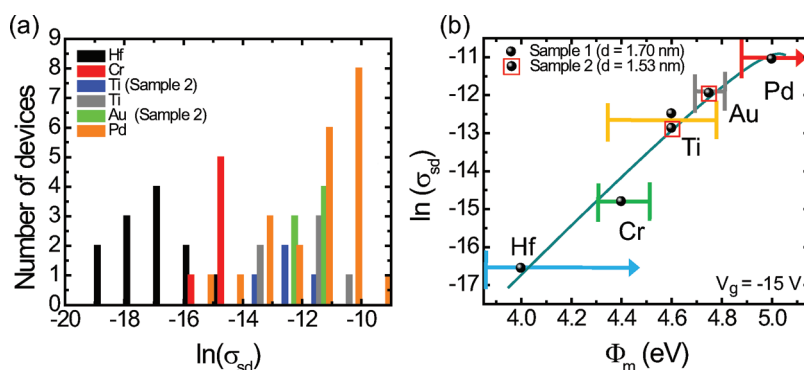 (a)
Number of devices
9
8
7
6
5
4
3
2
1
0
Hf
Cr
Ti (Sample 2)
Ti
Au (Sample 2)
Pd
-20 -18 -16 -14 -12 -10
ln(σsd)
(b)
ln (σsd)
-11
-12
-13
-14
-15
-16
-17
Sample 1 (d = 1.70 nm)
Sample 2 (d = 1.53 nm)
Pd
Au
Ti
Cr
Hf
Vg = -15 V
4.0 4.2 4.4 4.6 4.8 5.0
Φm (eV)